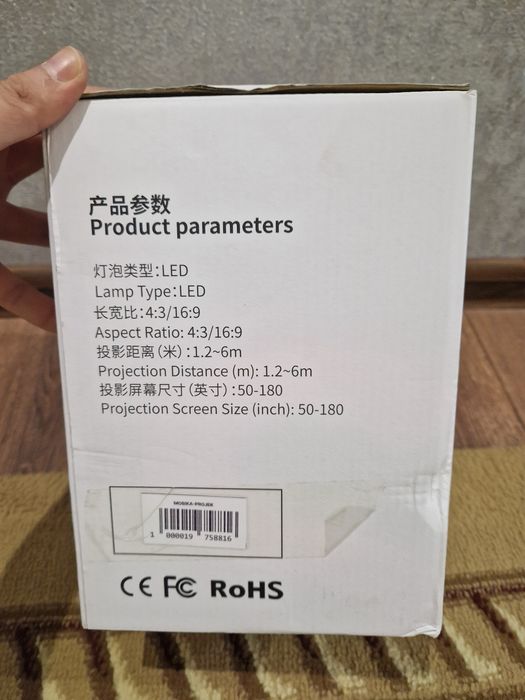 产品参数
Product parameters
灯泡类型：LED
Lamp Type：LED
长宽比：4:3/16:9
Aspect Ratio: 4:3/16:9
投影距离（米）：1.2~6m
Projection Distance (m): 1.2~6m
投影屏幕尺寸（英寸）：50-180
Projection Screen Size (inch): 50-180
1 000019 758816
CE FC RoHS